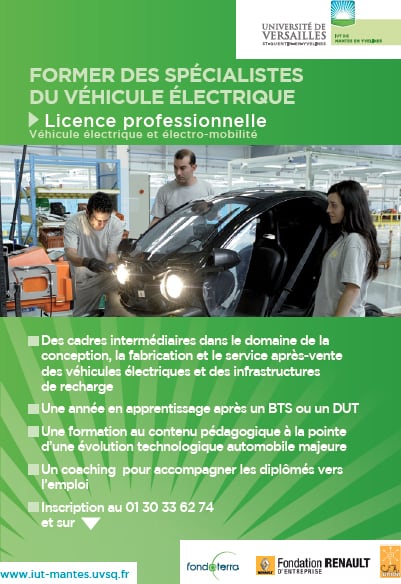 UNIVERSITÉ DE
VERSAILLES
ST-QUENTIN-EN-YVELINES
IUT DE
MANTES EN YVELINES
FORMER DES SPÉCIALISTES
DU VÉHICULE ÉLECTRIQUE
Licence professionnelle
Véhicule électrique et électro-mobilité
Des cadres intermédiaires dans le domaine de la
conception, la fabrication et le service après-vente
des véhicules électriques et des infrastructures
de recharge
Une année en apprentissage après un BTS ou un DUT
Une formation au contenu pédagogique à la pointe
d'une évolution technologique automobile majeure
Un coaching pour accompagner les diplômés vers
l'emploi
Inscription au 01 30 33 62 74
et sur
www.iut-mantes.uvsq.fr
fondaterra
Fondation RENAULT
D'ENTREPRISE